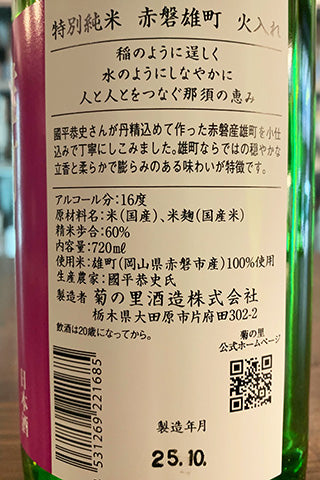 特別純米 赤磐雄町 火入れ
稲のように逞しく
水のようにしなやかに
人と人とをつなぐ那須の恵み
國平恭史さんが丹精込めて作った赤磐産雄町を小仕
込みで丁寧にしこみました。雄町ならではの穏やかな
立香と柔らかで膨らみのある味わいが特徴です。
アルコール分:16度
原材料名:米(国産)、米麹(国産米)
精米歩合:60%
内容量:720mℓ
使用米:雄町(岡山県赤磐市産)100%使用
生産農家:國平恭史氏
製造者 菊の里酒造株式会社
栃木県大田原市片府田302-2
飲酒は20歳になってから。
菊の里
公式ホームページ
531269221685
日本酒
製造年月
25.10.